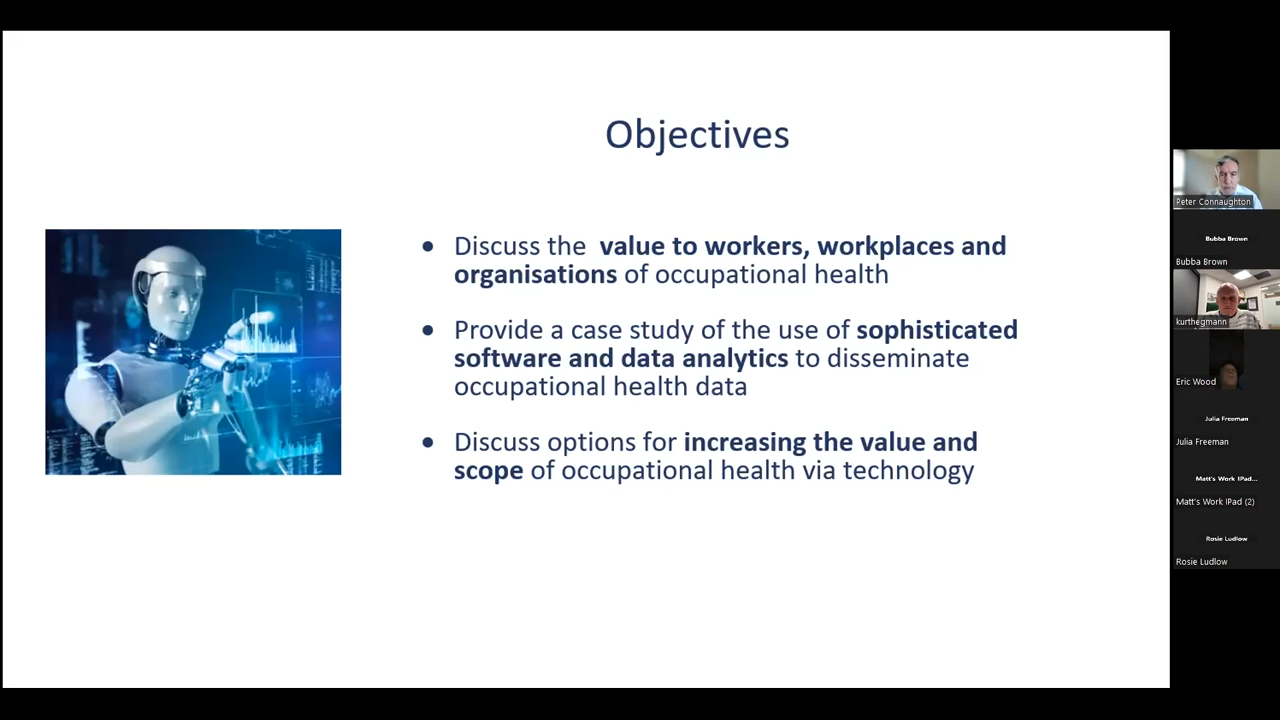 Objectives
• Discuss the  value to workers, workplaces and
organisations of occupational health
• Provide a case study of the use of sophisticated
software and data analytics to disseminate
occupational health data
• Discuss options for increasing the value and
scope of occupational health via technology
Peter Connaughton
Bubba Brown
Bubba Brown
kurthegmann
Eric Wood
Julia Freeman
Julia Freeman
Matt's Work IPad...
Matt's Work IPad (2)
Rosie Ludlow
Rosie Ludlow